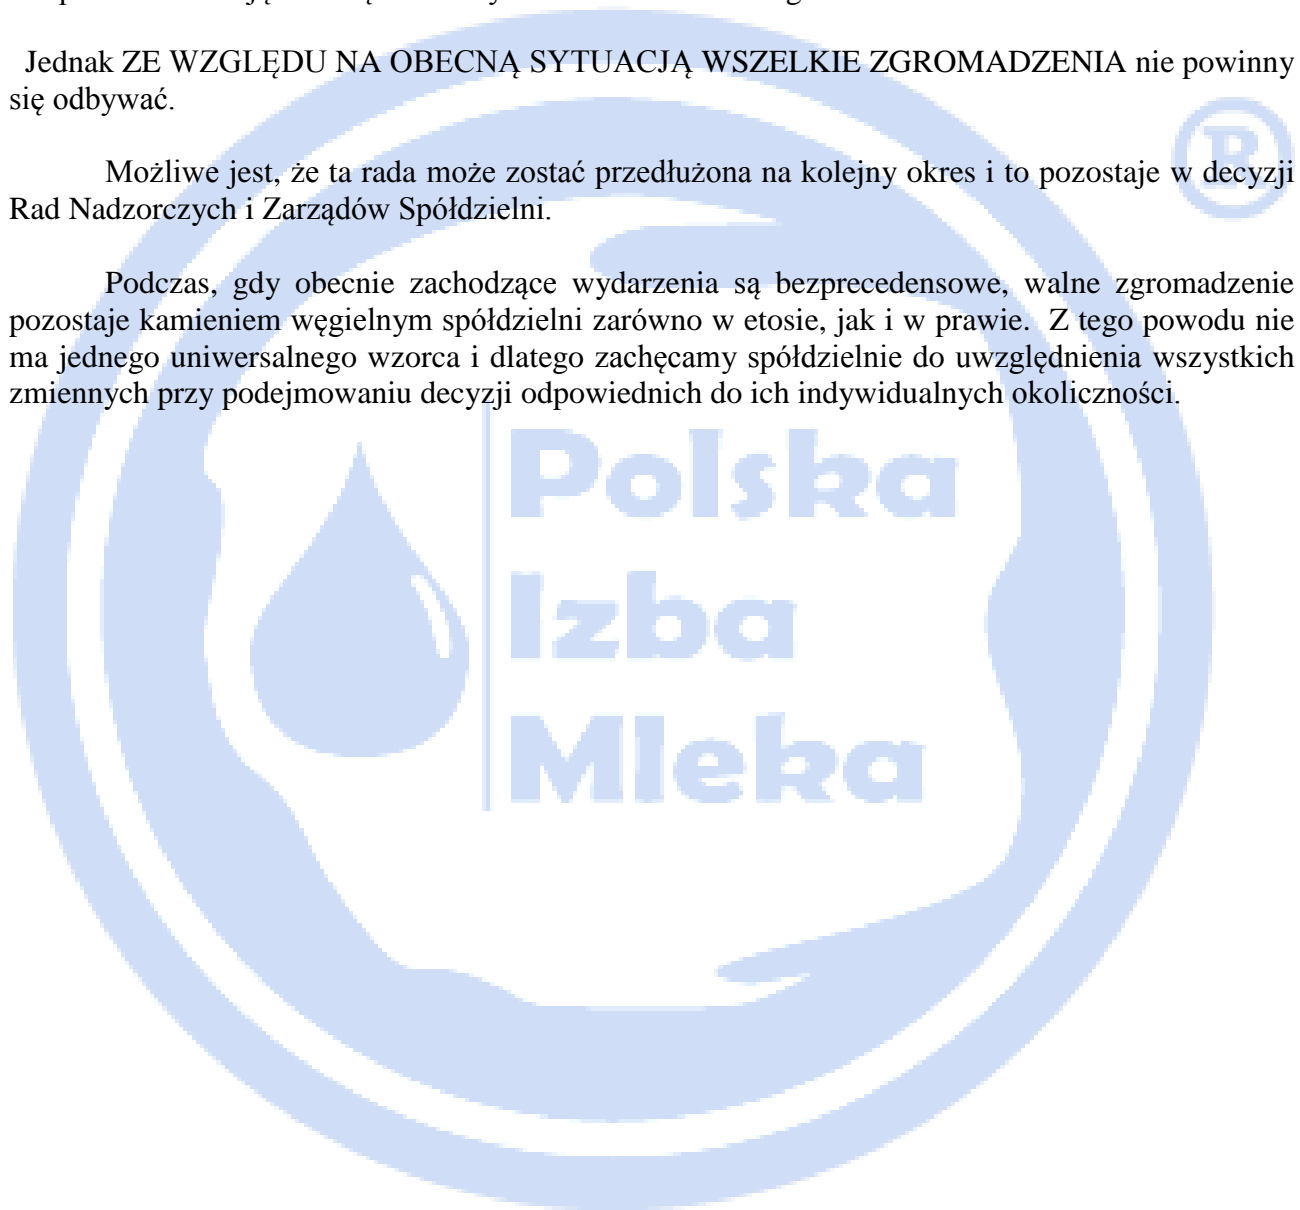 Jednak ZE WZGLĘDU NA OBECNĄ SYTUACJĄ WSZELKIE ZGROMADZENIA nie powinny
się odbywać.
Możliwe jest, że ta rada może zostać przedłużona na kolejny okres i to pozostaje w decyzji
Rad Nadzorczych i Zarządów Spółdzielni.
Podczas, gdy obecnie zachodzące wydarzenia są bezprecedensowe, walne zgromadzenie
pozostaje kamieniem węgielnym spółdzielni zarówno w etosie, jak i w prawie. Z tego powodu nie
ma jednego uniwersalnego wzorca i dlatego zachęcamy spółdzielnie do uwzględnienia wszystkich
zmiennych przy podejmowaniu decyzji odpowiednich do ich indywidualnych okoliczności.
®
Polska
Izba
Mleka